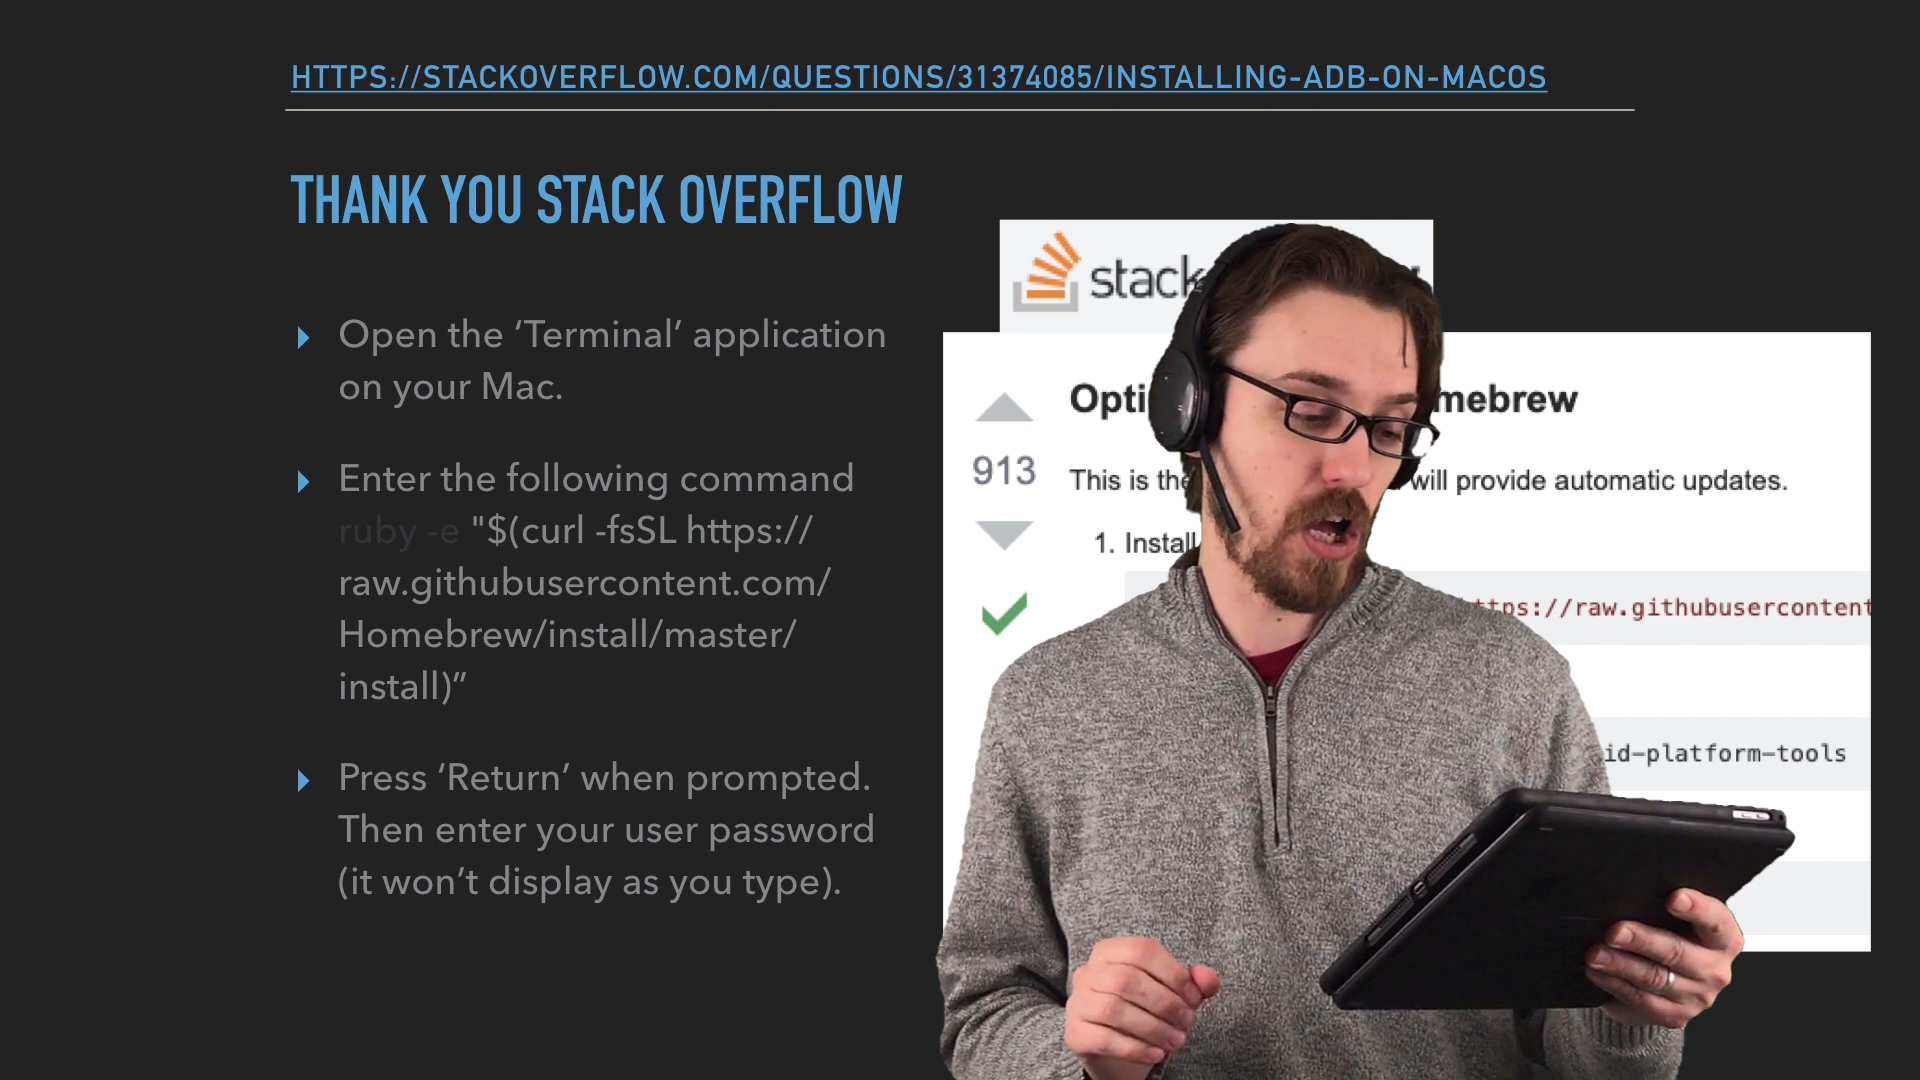 HTTPS://STACKOVERFLOW.COM/QUESTIONS/31374085/INSTALLING-ADB-ON-MACOS
THANK YOU STACK OVERFLOW
Open the ‘Terminal’ application
on your Mac.
Enter the following command
ruby -e "$(curl -fsSL https://
raw.githubusercontent.com/
Homebrew/install/master/
install)”
Press ‘Return’ when prompted.
Then enter your user password
(it won’t display as you type).
stack
Opti mebrew
913
This is the will provide automatic updates.
1. Install
ttps://raw.githubusercontent
id-platform-tools